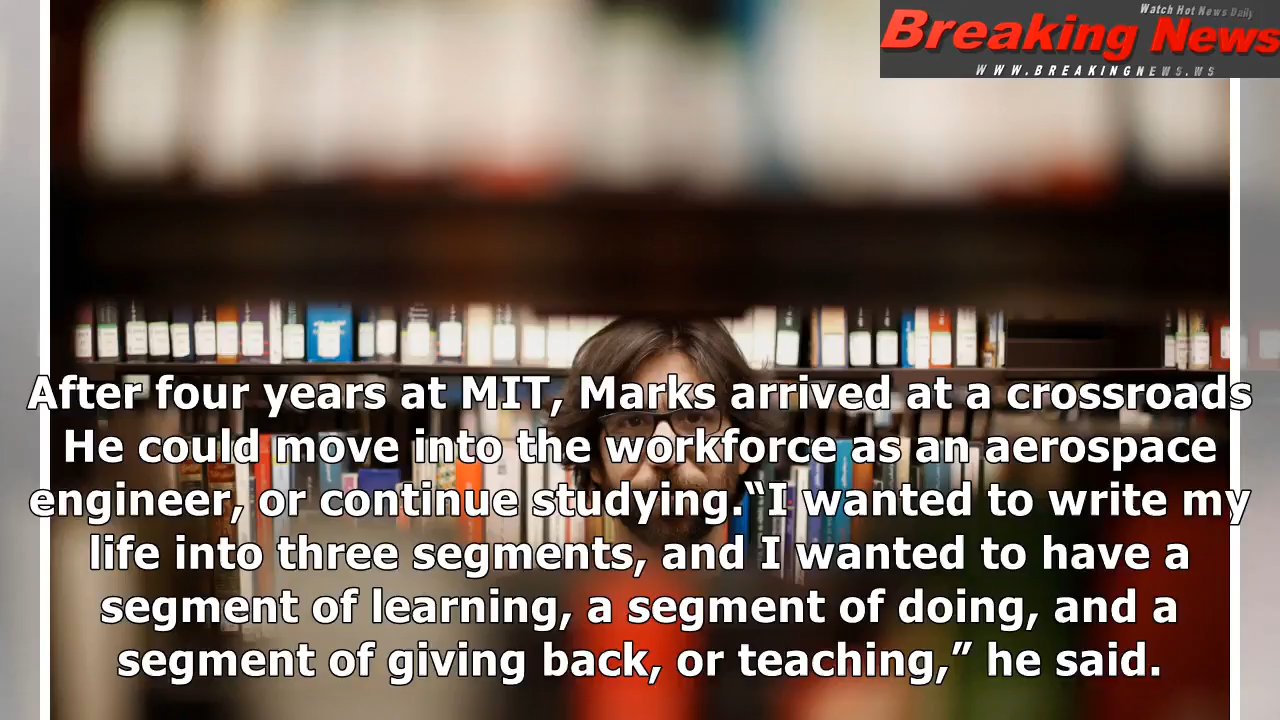 Watch Hot News Daily
Breaking News
WWW.BREAKINGNEWS.WS
After four years at MIT, Marks arrived at a crossroads
He could move into the workforce as an aerospace
engineer, or continue studying.“I wanted to write my
life into three segments, and I wanted to have a
segment of learning, a segment of doing, and a
segment of giving back, or teaching,” he said.